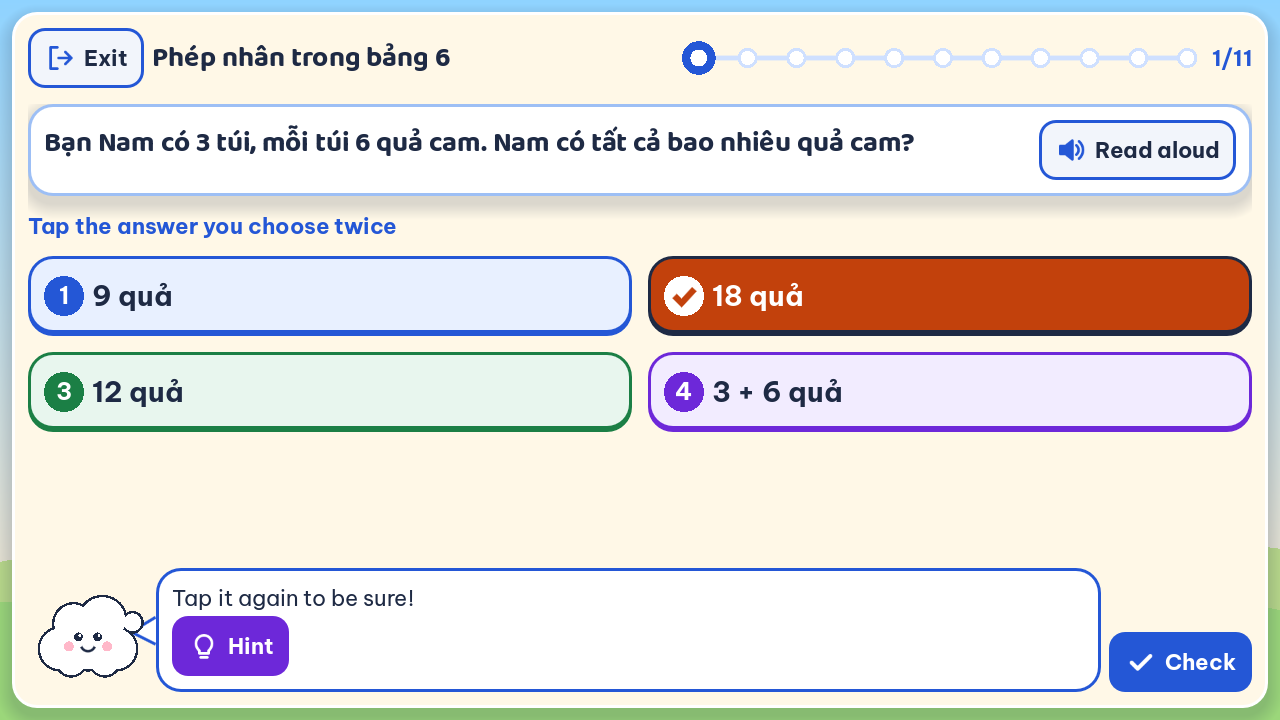 Exit
Phép nhân trong bảng 6
1/11
Bạn Nam có 3 túi, mỗi túi 6 quả cam. Nam có tất cả bao nhiêu quả cam?
Read aloud
Tap the answer you choose twice
1 9 quả
18 quả
3 12 quả
4 3 + 6 quả
Tap it again to be sure!
Hint
Check